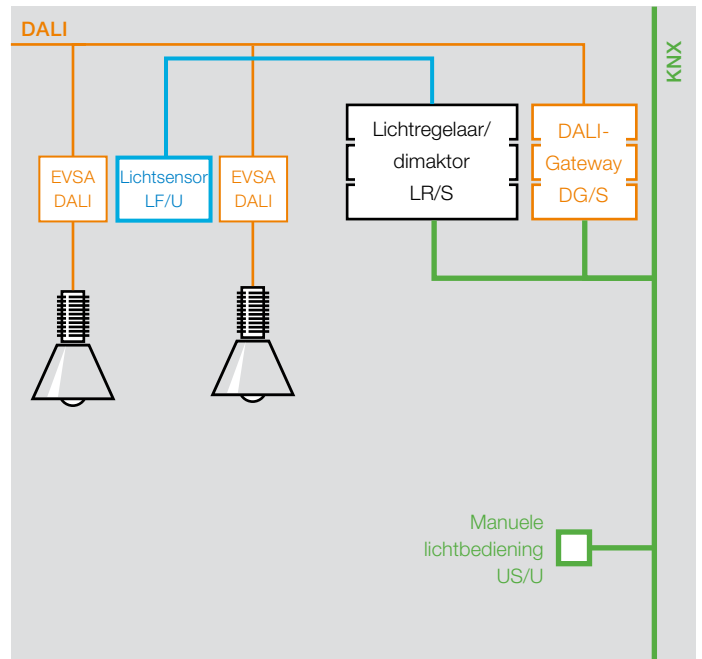 DALI
KNX
EVSA
DALI
Lichtsensor
LF/U
EVSA
DALI
Lichtregelaar/
dimaktor
LR/S
DALI-
Gateway
DG/S
Manuele
lichtbediening
US/U